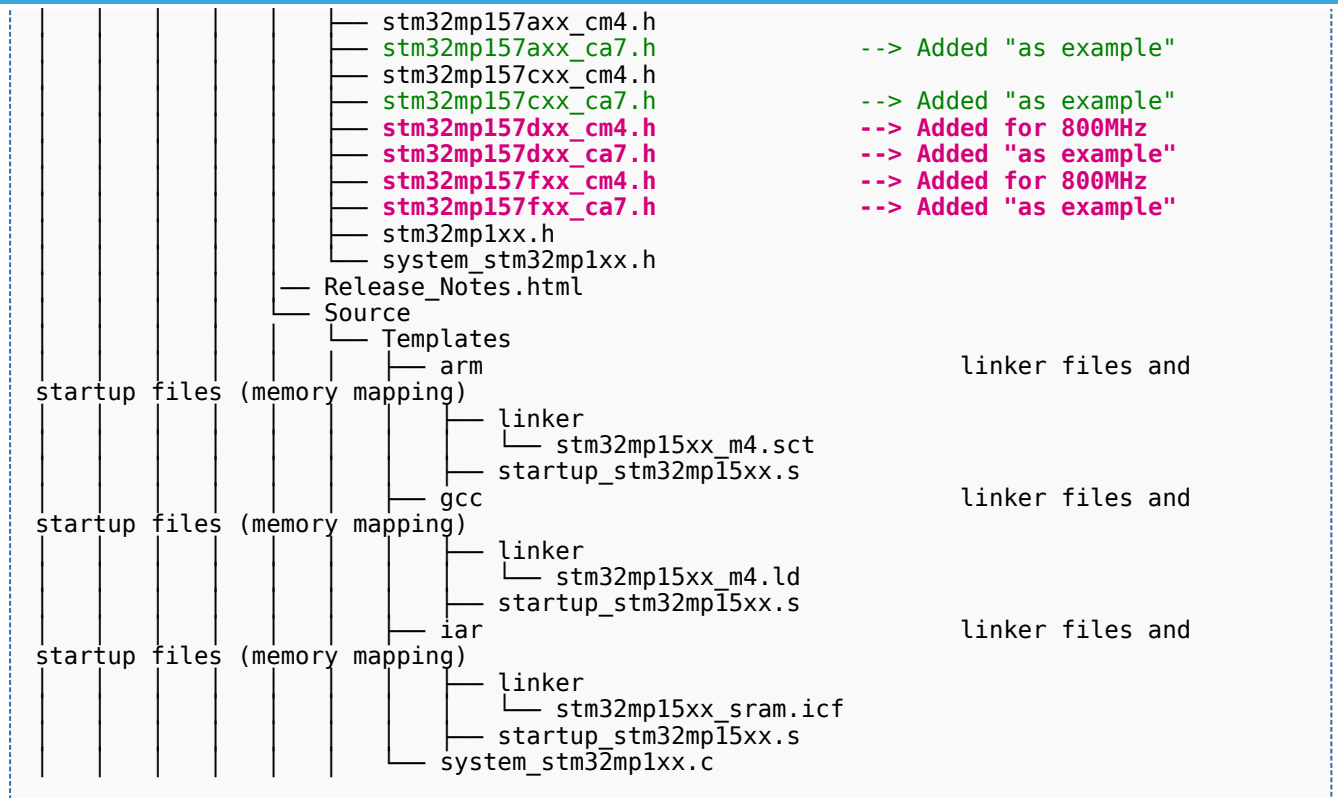 │   │   │   │   │   ├── stm32mp157axx_cm4.h
│   │   │   │   │   ├── stm32mp157axx_ca7.h              --> Added "as example"
│   │   │   │   │   ├── stm32mp157cxx_cm4.h
│   │   │   │   │   ├── stm32mp157cxx_ca7.h              --> Added "as example"
│   │   │   │   │   ├── stm32mp157dxx_cm4.h              --> Added for 800MHz
│   │   │   │   │   ├── stm32mp157dxx_ca7.h              --> Added "as example"
│   │   │   │   │   ├── stm32mp157fxx_cm4.h              --> Added for 800MHz
│   │   │   │   │   ├── stm32mp157fxx_ca7.h              --> Added "as example"
│   │   │   │   │   ├── stm32mp1xx.h
│   │   │   │   │   └── system_stm32mp1xx.h
│   │   │   │   │── Release_Notes.html
│   │   │   │   └── Source
│   │   │   │   │   └── Templates
│   │   │   │   │   │   ├── arm                                 linker files and
startup files (memory mapping)
│   │   │   │   │   │   │   ├── linker
│   │   │   │   │   │   │   │   └── stm32mp15xx_m4.sct
│   │   │   │   │   │   │   ├── startup_stm32mp15xx.s
│   │   │   │   │   │   ├── gcc                                 linker files and
startup files (memory mapping)
│   │   │   │   │   │   │   ├── linker
│   │   │   │   │   │   │   │   └── stm32mp15xx_m4.ld
│   │   │   │   │   │   │   ├── startup_stm32mp15xx.s
│   │   │   │   │   │   ├── iar                                 linker files and
startup files (memory mapping)
│   │   │   │   │   │   │   ├── linker
│   │   │   │   │   │   │   │   └── stm32mp15xx_sram.icf
│   │   │   │   │   │   │   ├── startup_stm32mp15xx.s
│   │   │   │   │   │   └── system_stm32mp1xx.c